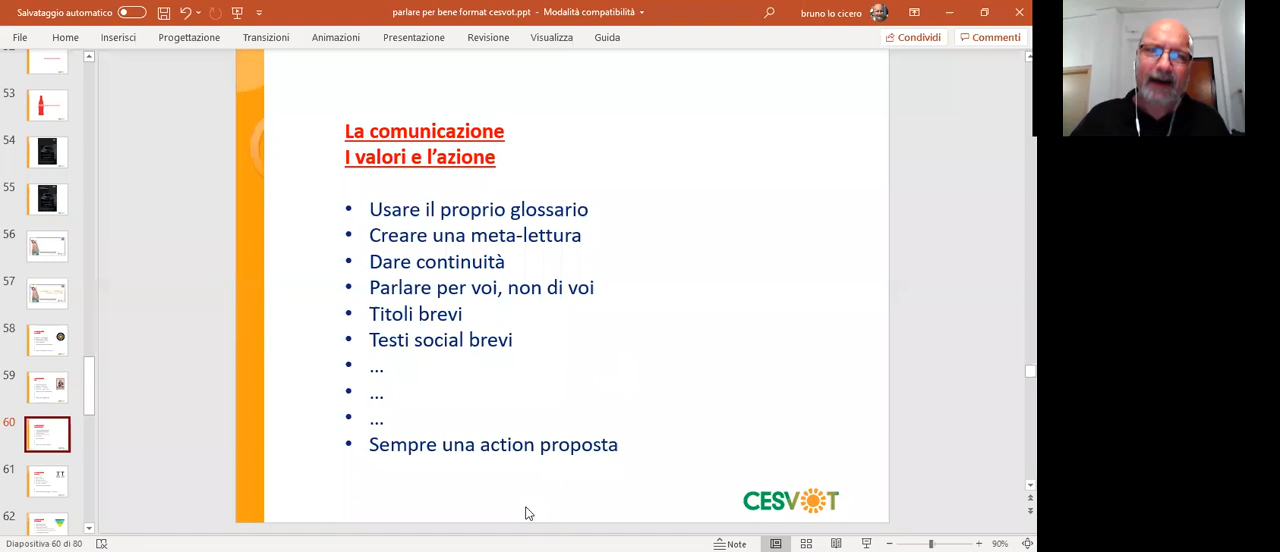 Salvataggio automatico
parlare per bene format cesvot.ppt - Modalità compatibilità
bruno lo cicero
File Home Inserisci Progettazione Transizioni Animazioni Presentazione Revisione Visualizza Guida
Condividi Commenti
53
54
55
56
57
58
59
60
61
62
La comunicazione
I valori e l'azione
• Usare il proprio glossario
• Creare una meta-lettura
• Dare continuità
• Parlare per voi, non di voi
• Titoli brevi
• Testi social brevi
• ...
• ...
• ...
• Sempre una action proposta
CESVOT
Diapositiva 60 di 80
Note
90%